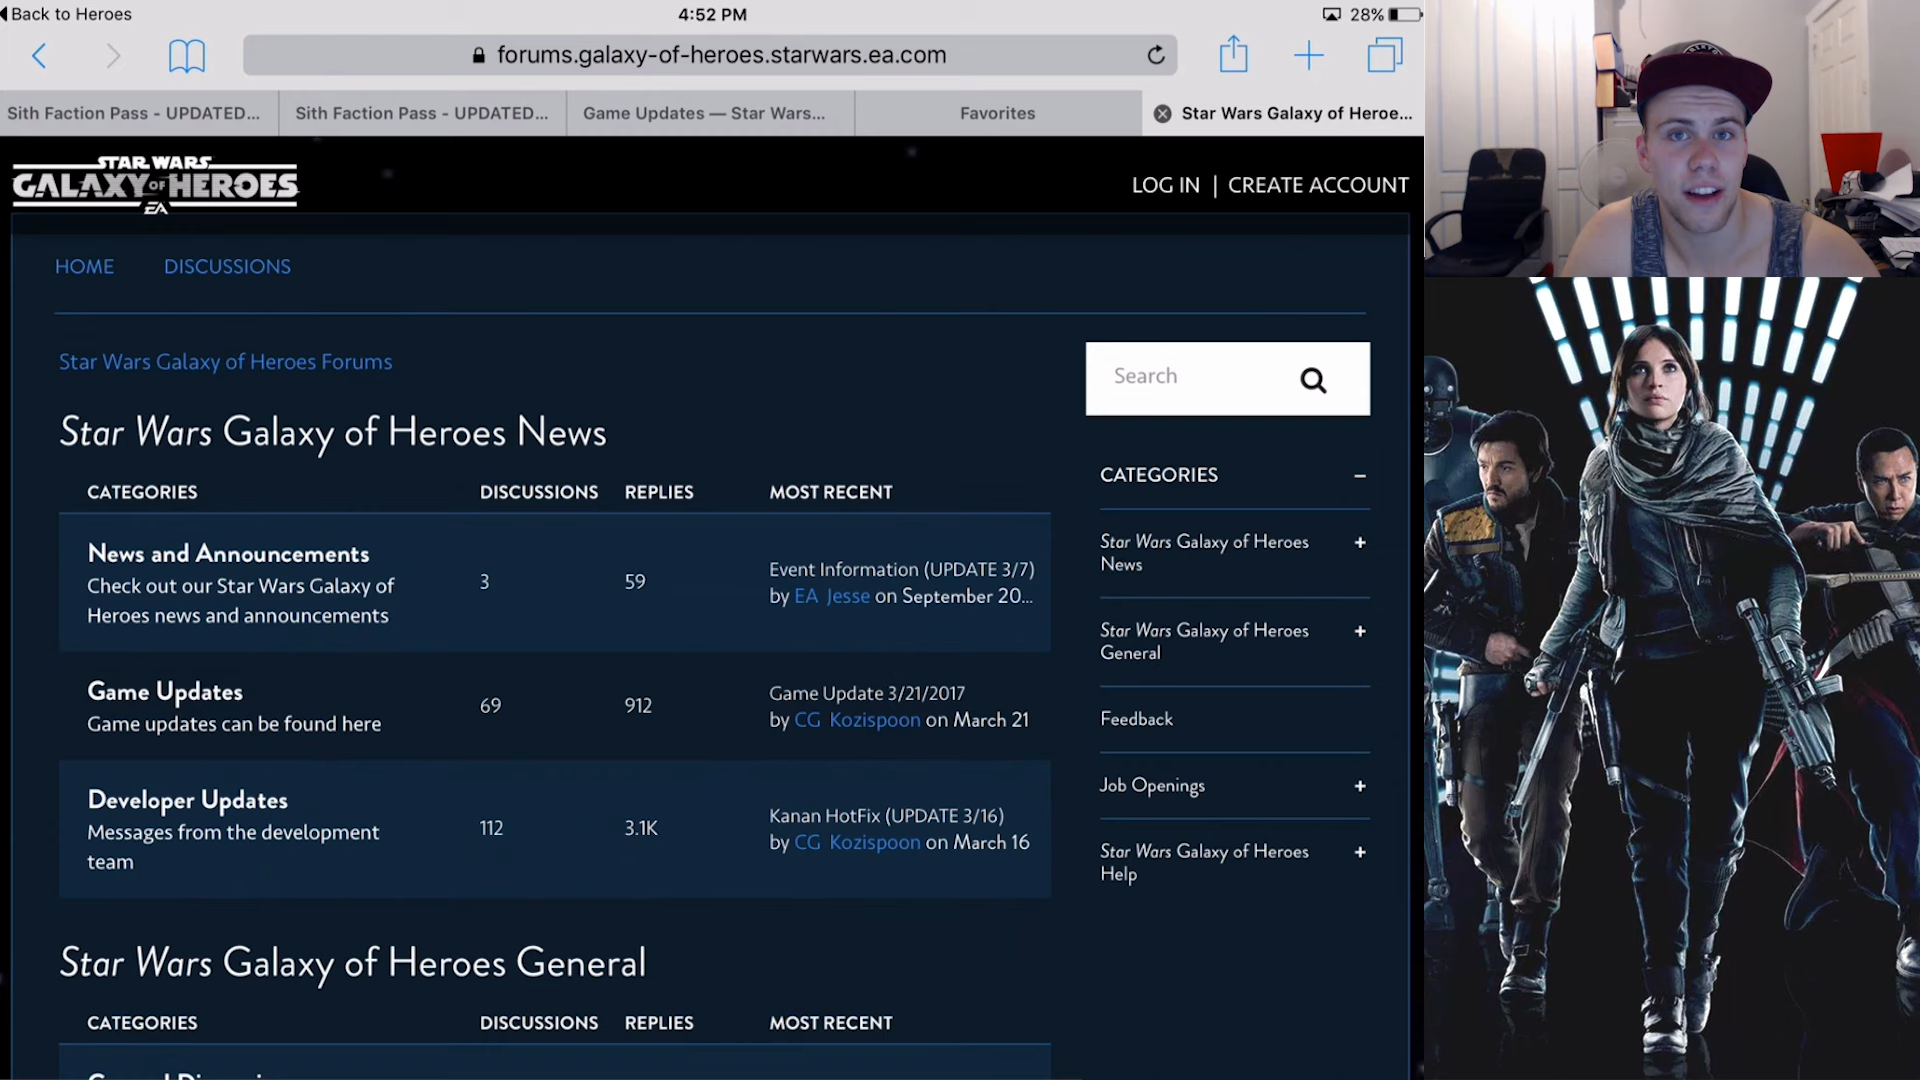 Back to Heroes
4:52 PM
28%
forums.galaxy-of-heroes.starwars.ea.com
Sith Faction Pass - UPDATED...
Sith Faction Pass - UPDATED...
Game Updates — Star Wars...
Favorites
Star Wars Galaxy of Heroe...
STAR WARS
GALAXY OF HEROES
EA
LOG IN | CREATE ACCOUNT
HOME
DISCUSSIONS
Star Wars Galaxy of Heroes Forums
Search
Star Wars Galaxy of Heroes News
CATEGORIES DISCUSSIONS REPLIES MOST RECENT
News and Announcements
Check out our Star Wars Galaxy of
Heroes news and announcements
3
59
Event Information (UPDATE 3/7)
by EA_Jesse on September 20...
Game Updates
Game updates can be found here
69
912
Game Update 3/21/2017
by CG_Kozispoon on March 21
Developer Updates
Messages from the development
team
112
3.1K
Kanan HotFix (UPDATE 3/16)
by CG_Kozispoon on March 16
Star Wars Galaxy of Heroes General
CATEGORIES DISCUSSIONS REPLIES MOST RECENT
CATEGORIES
Star Wars Galaxy of Heroes
News
Star Wars Galaxy of Heroes
General
Feedback
Job Openings
Star Wars Galaxy of Heroes
Help